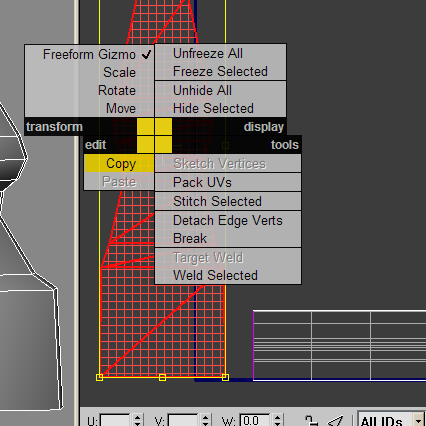 Freeform Gizmo
Scale
Rotate
Move
transform
Unfreeze All
Freeze Selected
Unhide All
Hide Selected
display
edit
Copy
Paste
tools
Sketch Vertices
Pack UVs
Stitch Selected
Detach Edge Verts
Break
Target Weld
Weld Selected
U: V: W: 0.0 All IDs